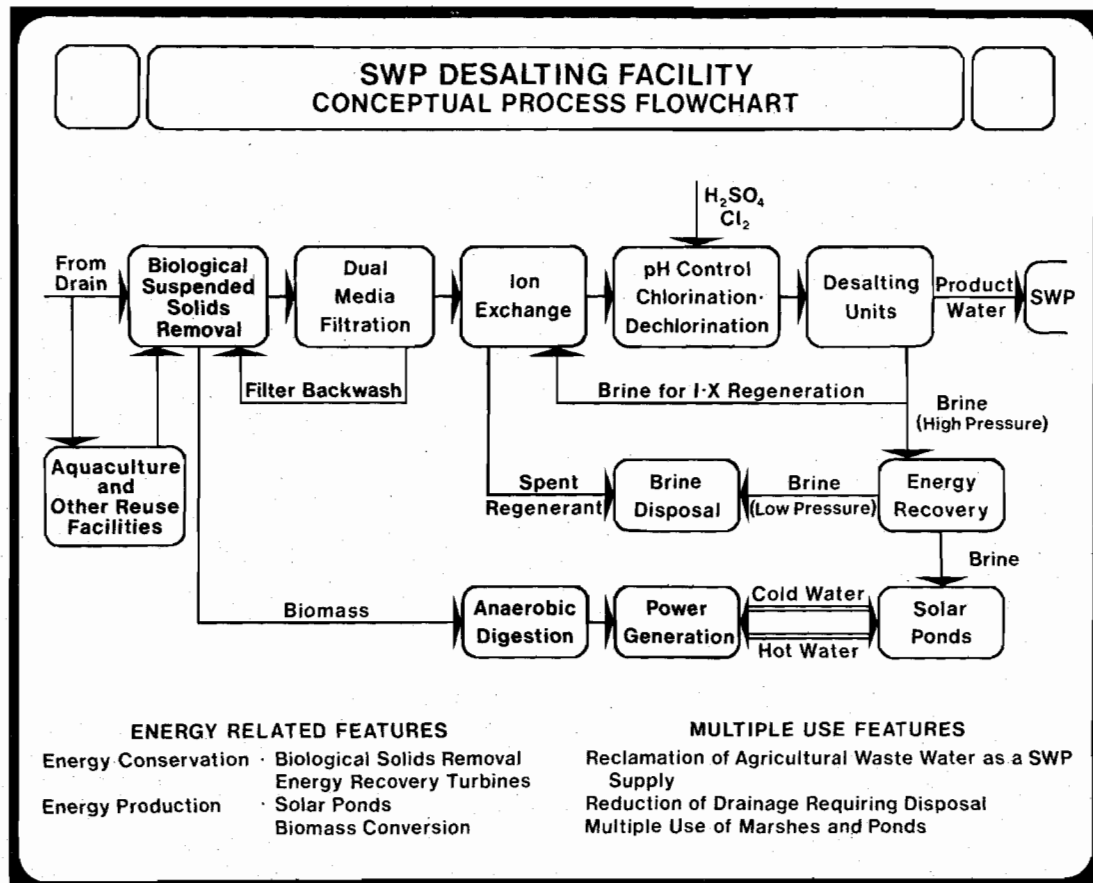 SWP DESALTING FACILITY
CONCEPTUAL PROCESS FLOWCHART
H₂SO₄
Cl₂
From
Drain
Biological
Suspended
Solids
Removal
Dual
Media
Filtration
Ion
Exchange
pH Control
Chlorination·
Dechlorination
Desalting
Units
Product
Water
SWP
Filter Backwash
Brine for I·X Regeneration
Brine
(High Pressure)
Aquaculture
and
Other Reuse
Facilities
Spent
Regenerant
Brine
Disposal
Brine
(Low Pressure)
Energy
Recovery
Brine
Biomass
Anaerobic
Digestion
Power
Generation
Cold Water
Hot Water
Solar
Ponds
ENERGY RELATED FEATURES
Energy Conservation · Biological Solids Removal
Energy Recovery Turbines
Energy Production · Solar Ponds
Biomass Conversion
MULTIPLE USE FEATURES
Reclamation of Agricultural Waste Water as a SWP
Supply
Reduction of Drainage Requiring Disposal
Multiple Use of Marshes and Ponds